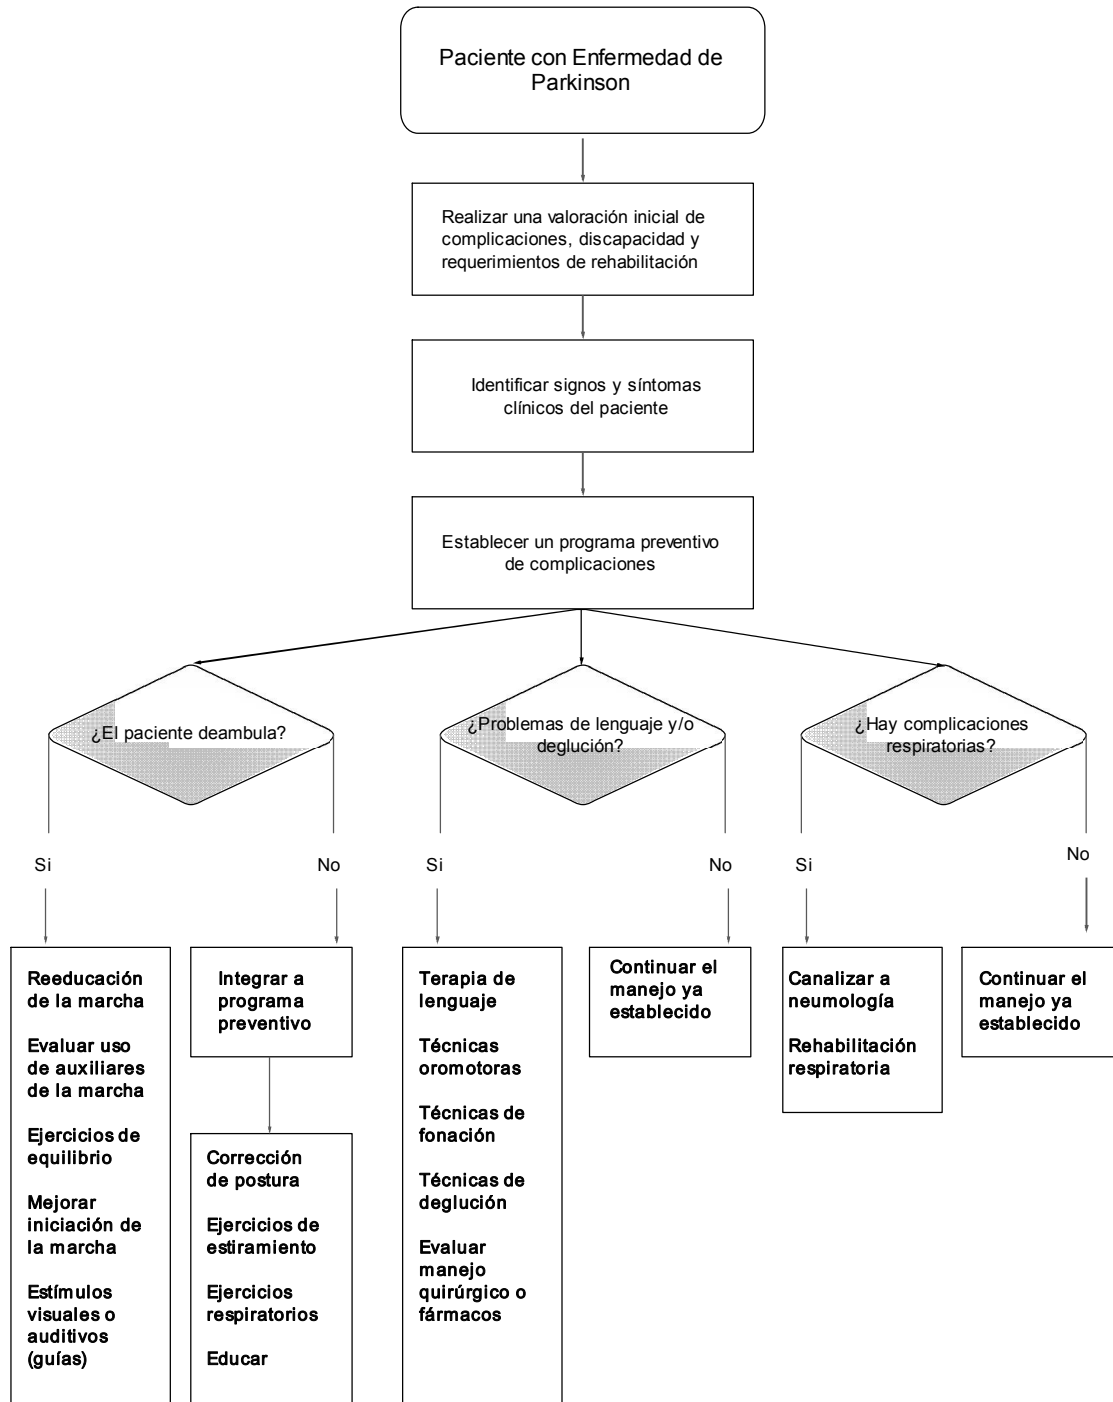 Paciente con Enfermedad de
Parkinson
Realizar una valoración inicial de
complicaciones, discapacidad y
requerimientos de rehabilitación
Identificar signos y síntomas
clínicos del paciente
Establecer un programa preventivo
de complicaciones
¿El paciente deambula?
¿Problemas de lenguaje y/o
deglución?
¿Hay complicaciones
respiratorias?
Si
No
Si
No
Si
No
Reeducación
de la marcha
Evaluar uso
de auxiliares
de la marcha
Ejercicios de
equilibrio
Mejorar
iniciación de
la marcha
Estímulos
visuales o
auditivos
(guías)
Integrar a
programa
preventivo
Corrección
de postura
Ejercicios de
estiramiento
Ejercicios
respiratorios
Educar
Terapia de
lenguaje
Técnicas
oromotoras
Técnicas de
fonación
Técnicas de
deglución
Evaluar
manejo
quirúrgico o
fármacos
Continuar el
manejo ya
establecido
Canalizar a
neumología
Rehabilitación
respiratoria
Continuar el
manejo ya
establecido